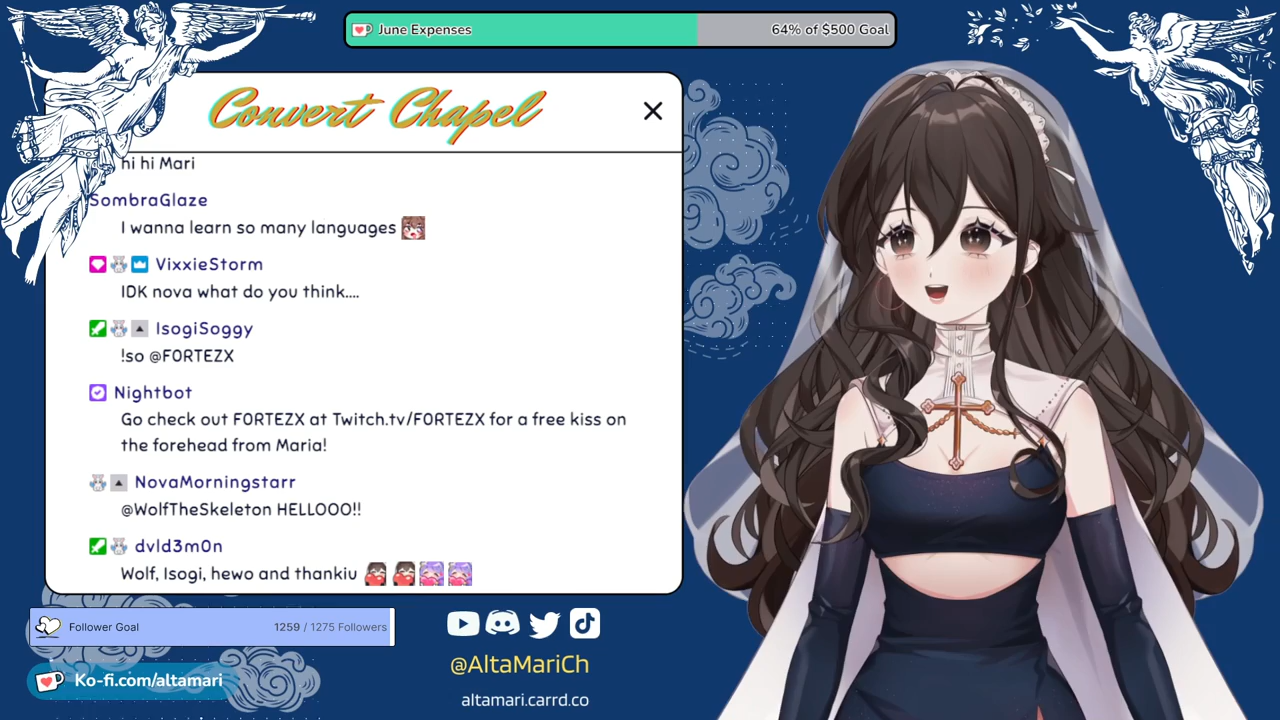 June Expenses
64% of $500 Goal
Convert Chapel
hi hi Mari
SombraGlaze
I wanna learn so many languages
VixxieStorm
IDK nova what do you think....
IsogiSoggy
!so @F0RTEZX
Nightbot
Go check out F0RTEZX at Twitch.tv/F0RTEZX for a free kiss on
the forehead from Maria!
NovaMorningstarr
@WolfTheSkeleton HELLOOO!!
dvld3m0n
Wolf, Isogi, hewo and thankiu
Follower Goal
1259 / 1275 Followers
Ko-fi.com/altamari
@AltaMariCh
altamari.carrd.co